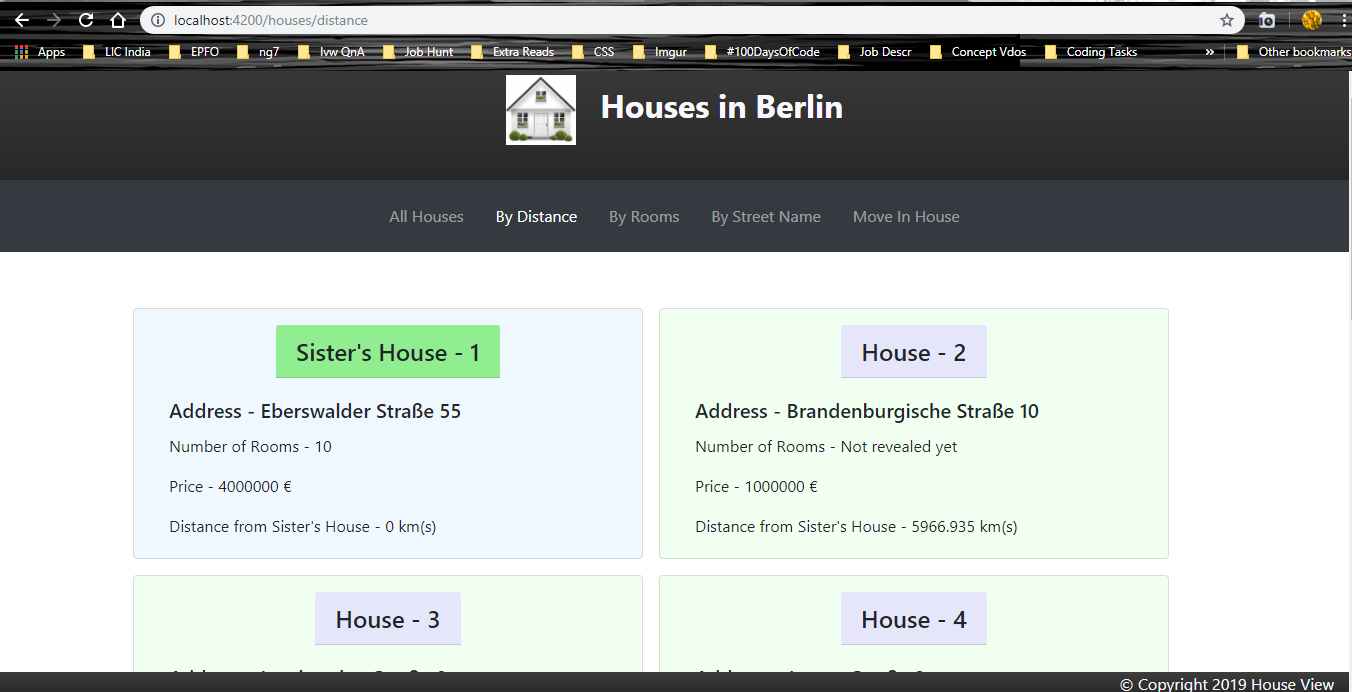 localhost:4200/houses/distance
Apps LIC India EPFO ng7 Ivw QnA Job Hunt Extra Reads CSS Imgur #100DaysOfCode Job Descr Concept Vdos Coding Tasks » Other bookmarks
Houses in Berlin
All Houses By Distance By Rooms By Street Name Move In House
Sister's House - 1
Address - Eberswalder Straße 55
Number of Rooms - 10
Price - 4000000 €
Distance from Sister's House - 0 km(s)
House - 2
Address - Brandenburgische Straße 10
Number of Rooms - Not revealed yet
Price - 1000000 €
Distance from Sister's House - 5966.935 km(s)
House - 3
House - 4
© Copyright 2019 House View